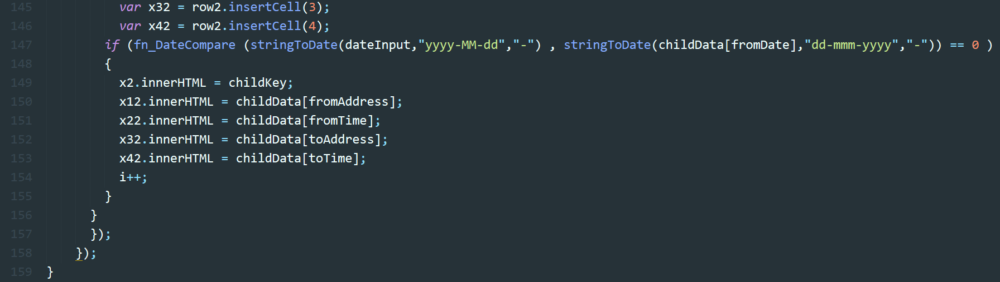 145 var x32 = row2.insertCell(3);
146 var x42 = row2.insertCell(4);
147 if (fn_DateCompare (stringToDate(dateInput,"yyyy-MM-dd","-") , stringToDate(childData[fromDate],"dd-mmm-yyyy","-")) == 0 )
148 {
149 x2.innerHTML = childKey;
150 x12.innerHTML = childData[fromAddress];
151 x22.innerHTML = childData[fromTime];
152 x32.innerHTML = childData[toAddress];
153 x42.innerHTML = childData[toTime];
154 i++;
155 }
156 }
157 });
158 });
159 }